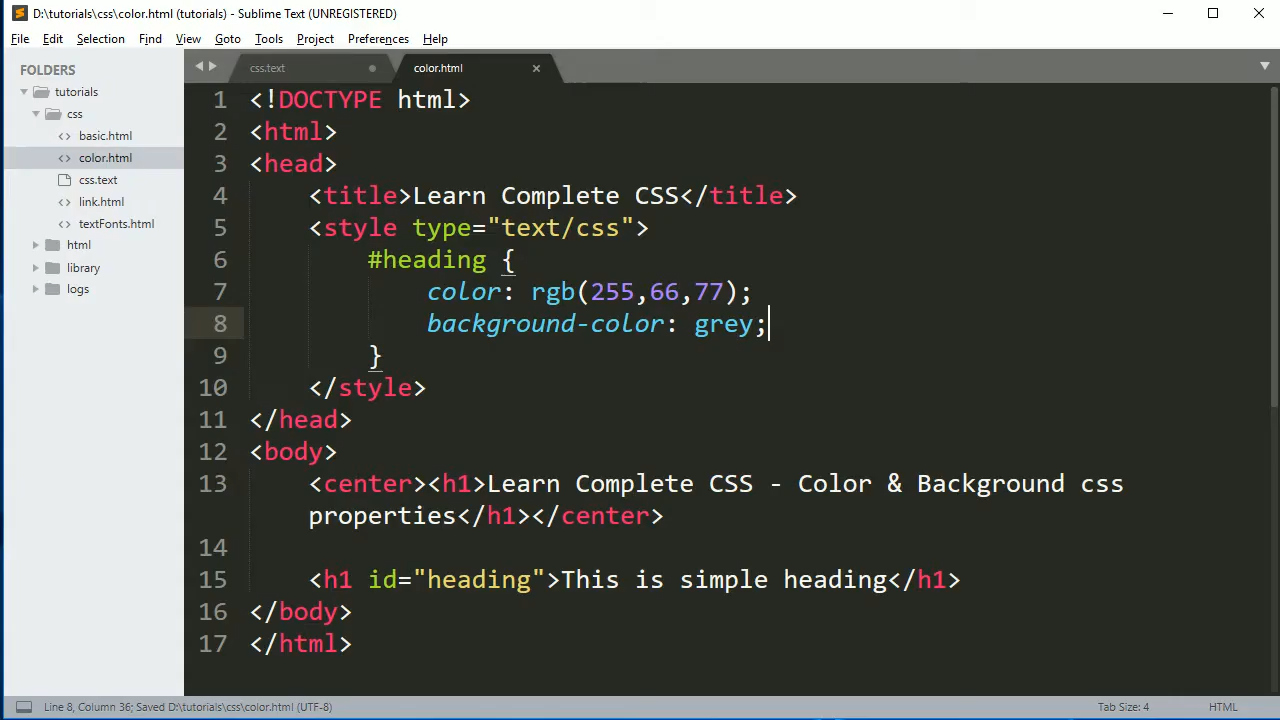 D:\tutorials\css\color.html (tutorials) - Sublime Text (UNREGISTERED)
File Edit Selection Find View Goto Tools Project Preferences Help
FOLDERS
tutorials
css
basic.html
color.html
css.text
link.html
textFonts.html
html
library
logs
css.text color.html
1 <!DOCTYPE html>
2 <html>
3 <head>
4 <title>Learn Complete CSS</title>
5 <style type="text/css">
6 #heading {
7 color: rgb(255,66,77);
8 background-color: grey;
9 }
10 </style>
11 </head>
12 <body>
13 <center><h1>Learn Complete CSS - Color & Background css
properties</h1></center>
14
15 <h1 id="heading">This is simple heading</h1>
16 </body>
17 </html>
Line 8, Column 36; Saved D:\tutorials\css\color.html (UTF-8) Tab Size: 4 HTML